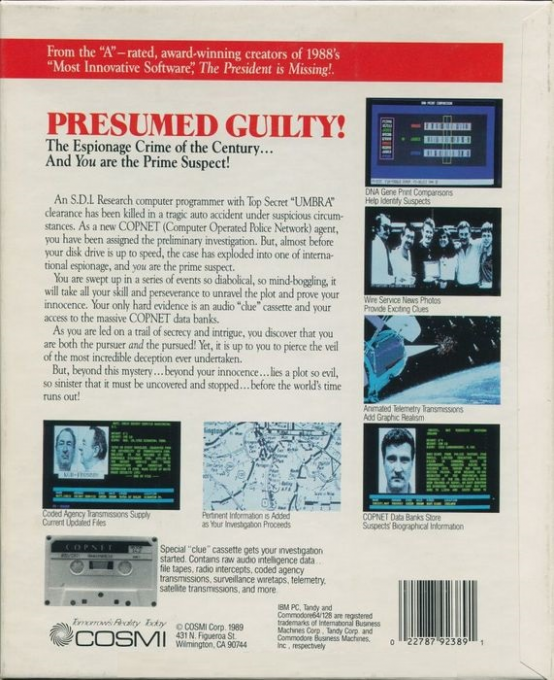 From the "A"–rated, award-winning creators of 1988's
"Most Innovative Software", The President is Missing!.
PRESUMED GUILTY!
The Espionage Crime of the Century...
And You are the Prime Suspect!
An S.D.I. Research computer programmer with Top Secret "UMBRA"
clearance has been killed in a tragic auto accident under suspicious circum-
stances. As a new COPNET (Computer Operated Police Network) agent,
you have been assigned the preliminary investigation. But, almost before
your disk drive is up to speed, the case has exploded into one of interna-
tional espionage, and you are the prime suspect.
You are swept up in a series of events so diabolical, so mind-boggling, it
will take all your skill and perseverance to unravel the plot and prove your
innocence. Your only hard evidence is an audio "clue" cassette and your
access to the massive COPNET data banks.
As you are led on a trail of secrecy and intrigue, you discover that you
are both the pursuer and the pursued! Yet, it is up to you to pierce the veil
of the most incredible deception ever undertaken.
But, beyond this mystery...beyond your innocence...lies a plot so evil,
so sinister that it must be uncovered and stopped...before the world's time
runs out!
DNA Gene Print Comparisons
Help Identify Suspects
Wire Service News Photos
Provide Exciting Clues
Animated Telemetry Transmissions
Add Graphic Realism
Coded Agency Transmissions Supply
Current Updated Files
Pertinent Information is Added
as Your Investigation Proceeds
COPNET Data Banks Store
Suspects' Biographical Information
COPNET
Special "clue" cassette gets your investigation
started. Contains raw audio intelligence data...
file tapes, radio intercepts, coded agency
transmissions, surveillance wiretaps, telemetry,
satellite transmissions, and more.
Tomorrow's Reality Today
COSMI
© COSMI Corp. 1989
431 N. Figueroa St.
Wilmington, CA 90744
IBM PC, Tandy and
Commodore64/128 are registered
trademarks of International Business
Machines Corp., Tandy Corp. and
Commodore Business Machines,
Inc., respectively
0 22787 92389 1